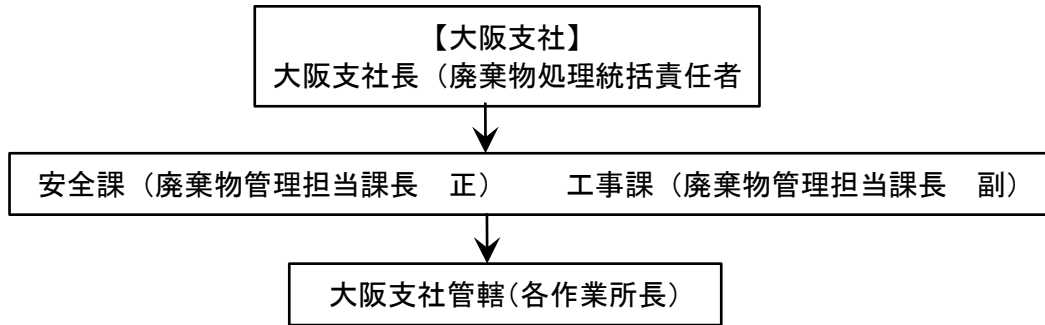 【大阪支社】
大阪支社長（廃棄物処理統括責任者
安全課（廃棄物管理担当課長　正）　　工事課（廃棄物管理担当課長　副）
大阪支社管轄（各作業所長）